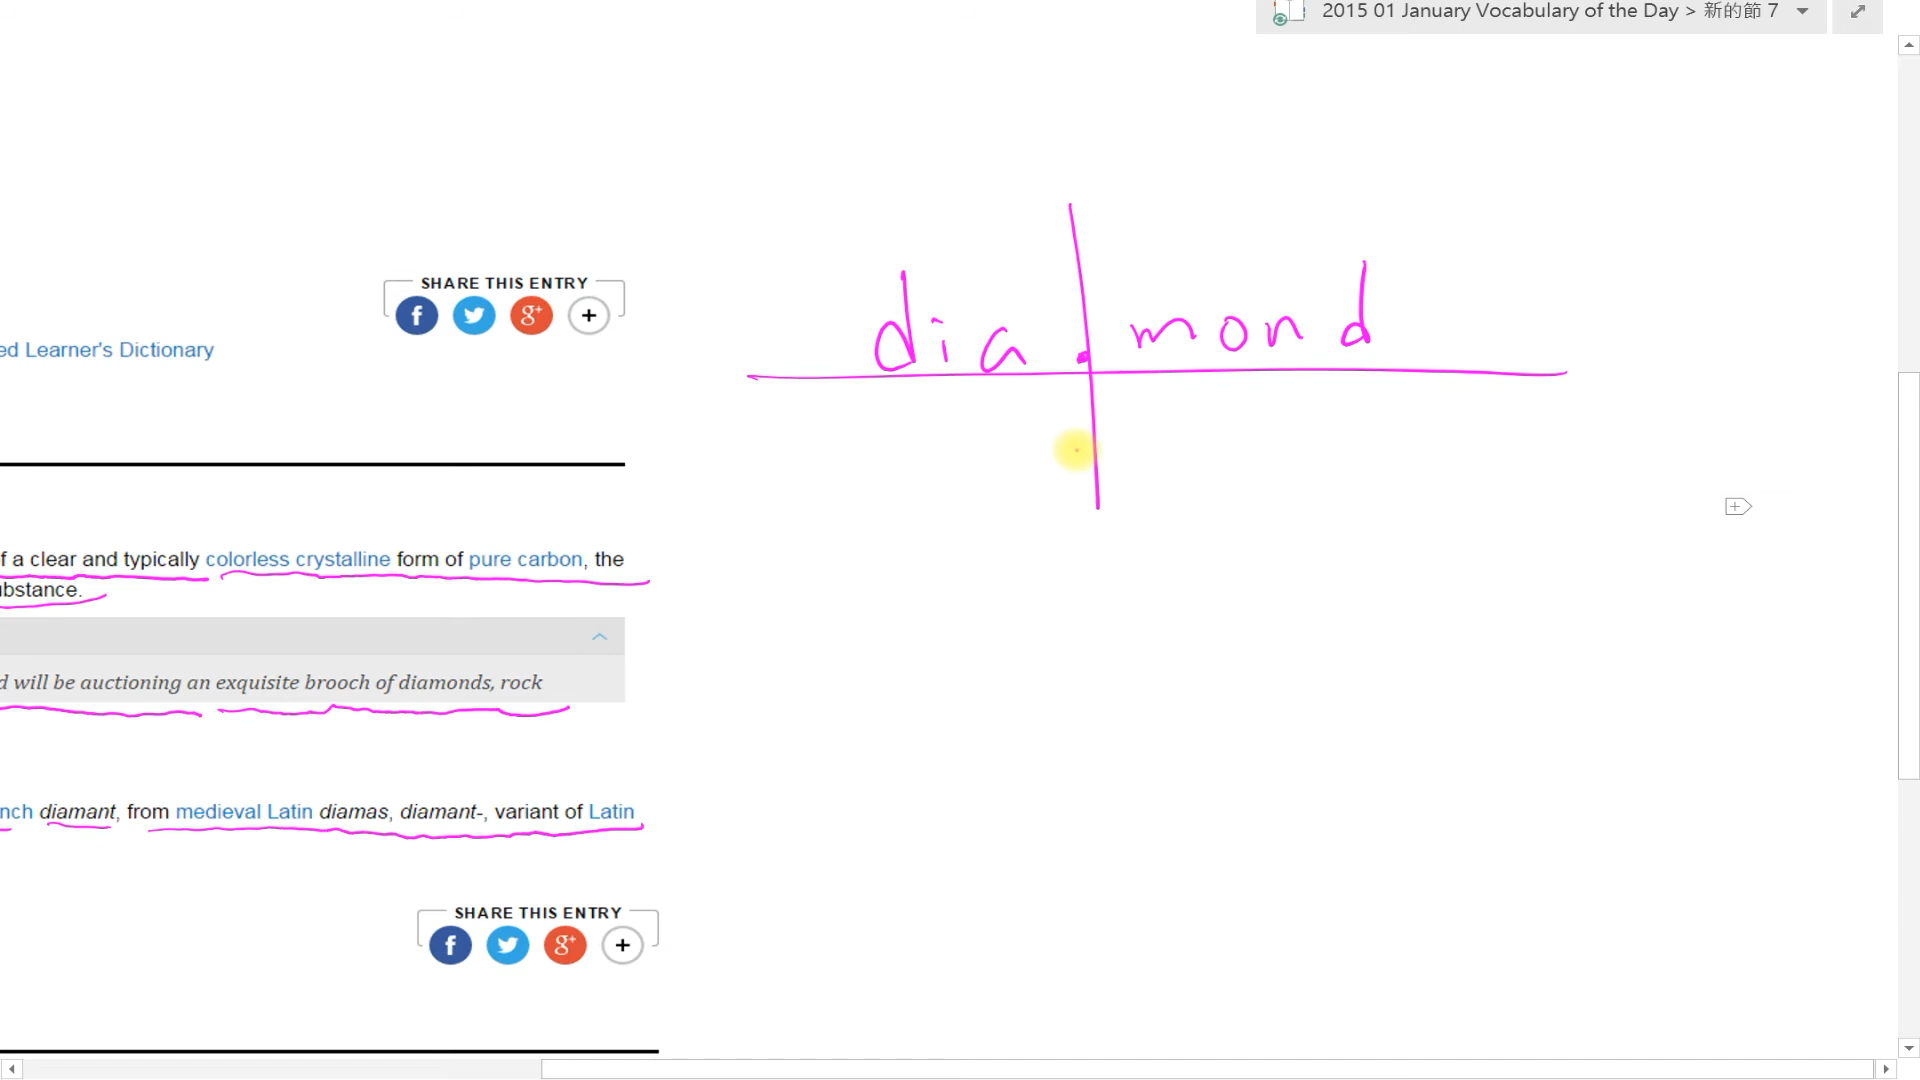 2015 01 January Vocabulary of the Day > 新的節 7
SHARE THIS ENTRY
f g+ +
dia.mond
ed Learner's Dictionary
f a clear and typically colorless crystalline form of pure carbon, the
ubstance.
d will be auctioning an exquisite brooch of diamonds, rock
nch diamant, from medieval Latin diamas, diamant-, variant of Latin
SHARE THIS ENTRY
f g+ +